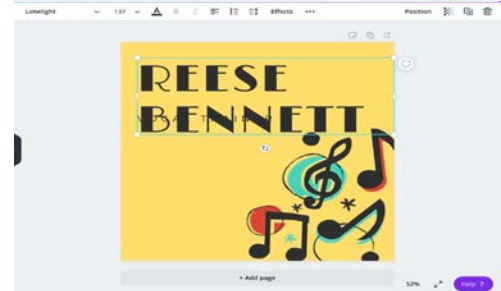 Limelight
137
A
B
I
Effects
Position
REESE
BENNETT
+ Add page
52%
Help ?